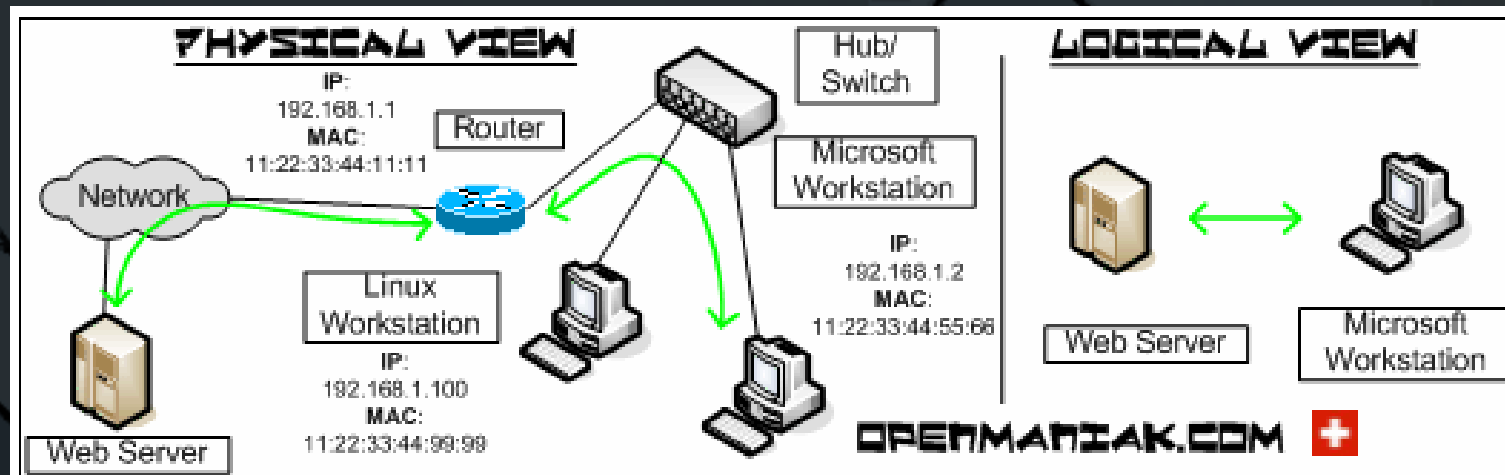 PHYSICAL VIEW
IP:
192.168.1.1
MAC:
11:22:33:44:11:11
Router
Hub/
Switch
Network
Microsoft
Workstation
IP:
192.168.1.2
MAC:
11:22:33:44:55:66
Linux
Workstation
IP:
192.168.1.100
MAC:
11:22:33:44:99:99
Web Server
LOGICAL VIEW
Web Server
Microsoft
Workstation
OPENMANIAK.COM